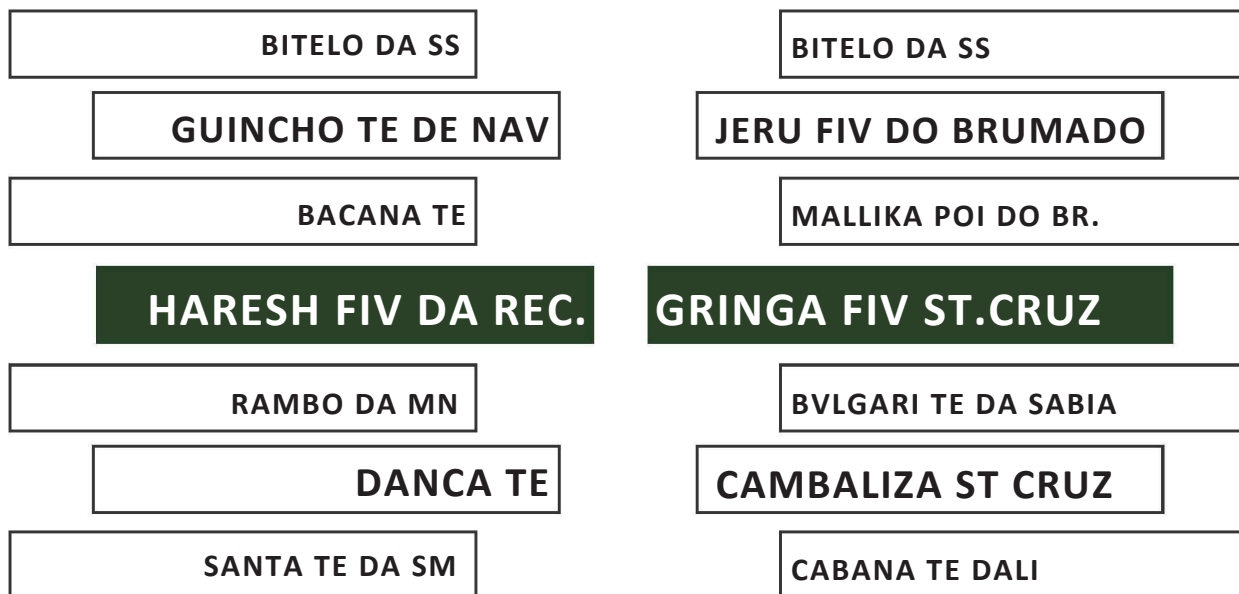 BITELO DA SS
GUINCHO TE DE NAV
BACANA TE
HARESH FIV DA REC.
RAMBO DA MN
DANCA TE
SANTA TE DA SM
BITELO DA SS
JERU FIV DO BRUMADO
MALLIKA POI DO BR.
GRINGA FIV ST.CRUZ
BVLGARI TE DA SABIA
CAMBALIZA ST CRUZ
CABANA TE DALI